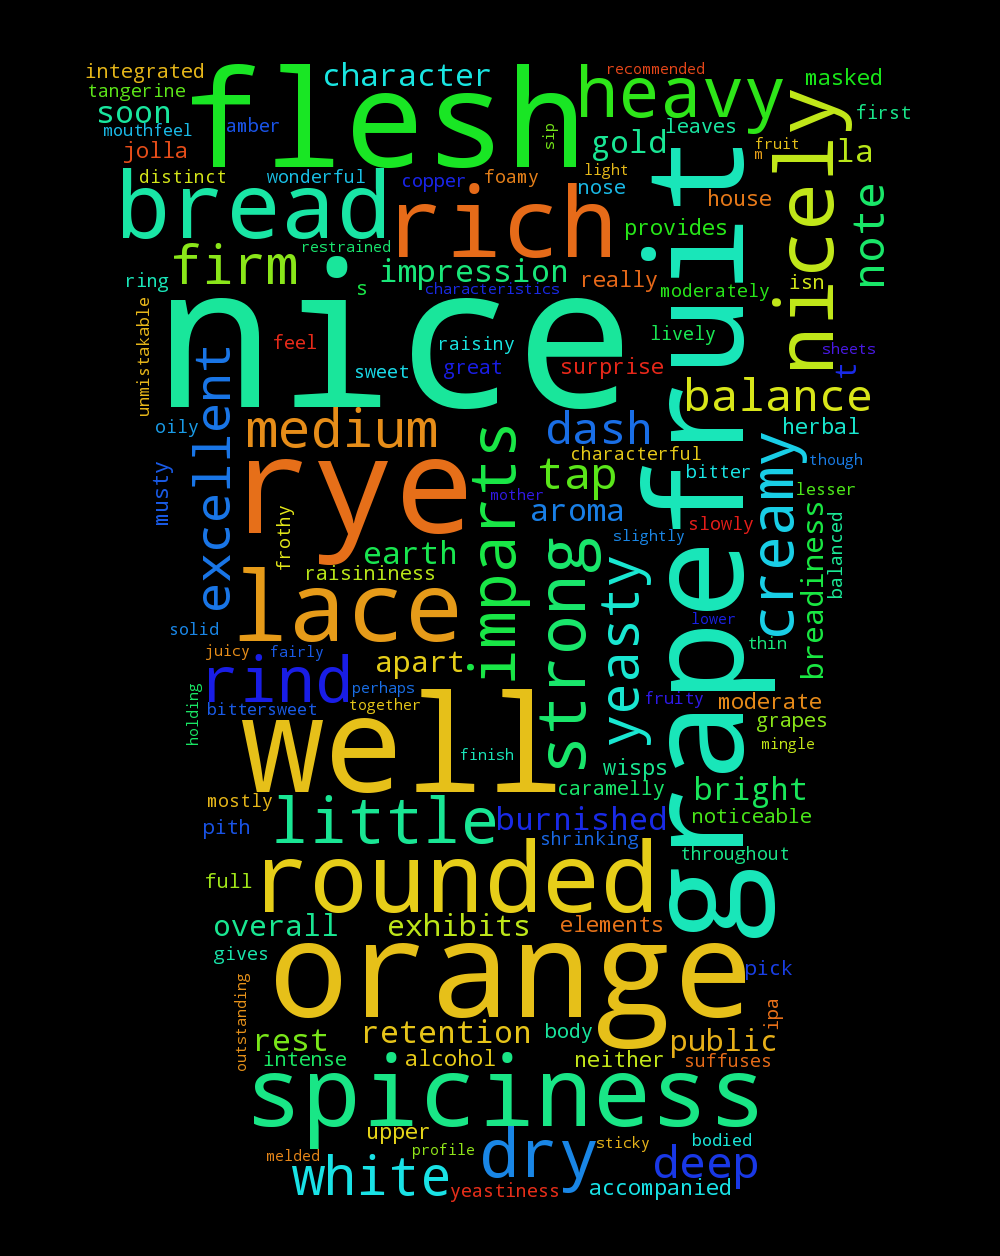 integrated
flesh
character
heavy
recommended
masked
tangerine
soon
amber
mouthfeel
jolla
sip
gold
leaves
fruit
m
nicely
first
la
distinct
wonderful
copper
foamy
light
nose
house
note
bread
rich
grapefruit
provides
firm
restrained
impression
really
moderately
isn
ring
s
characteristics
nice
unmistakable
feel
raisiny
lively
sheets
sweet
great
surprise
t
excellent
balance
oily
medium
imparts
dash
characterful
herbal
creamy
though
musty
rye
tap
bitter
lesser
mother
aroma
slowly
breadiness
balanced
frothy
earth
strong
slightly
yeasty
raisininess
lace
solid
lower
thin
juicy
fairly
apart
rind
perhaps
fruity
moderate
holding
bittersweet
together
grapes
well
finish
wisps
mingle
caramelly
bright
mostly
little
burnished
noticeable
pith
shrinking
throughout
full
rounded
overall
exhibits
elements
gives
orange
pick
outstanding
ipa
rest
retention
body
public
intense
alcohol
neither
suffuses
spiciness
upper
profile
dry
sticky
bodied
melded
white
yeastiness
deep
accompanied